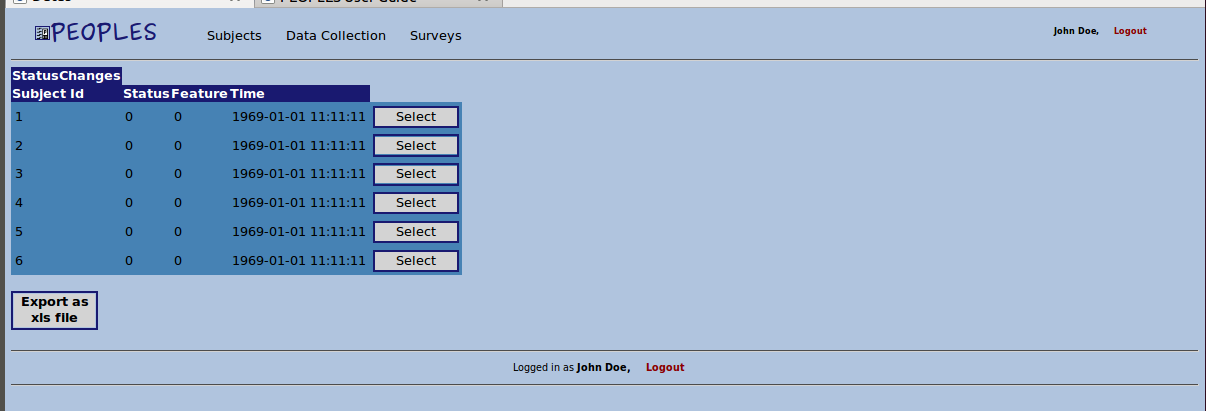 PEOPLES User Guide
PEOPLES Subjects Data Collection Surveys John Doe, Logout
StatusChanges
Subject Id Status Feature Time
1 0 0 1969-01-01 11:11:11 Select
2 0 0 1969-01-01 11:11:11 Select
3 0 0 1969-01-01 11:11:11 Select
4 0 0 1969-01-01 11:11:11 Select
5 0 0 1969-01-01 11:11:11 Select
6 0 0 1969-01-01 11:11:11 Select
Export as
xls file
Logged in as John Doe, Logout